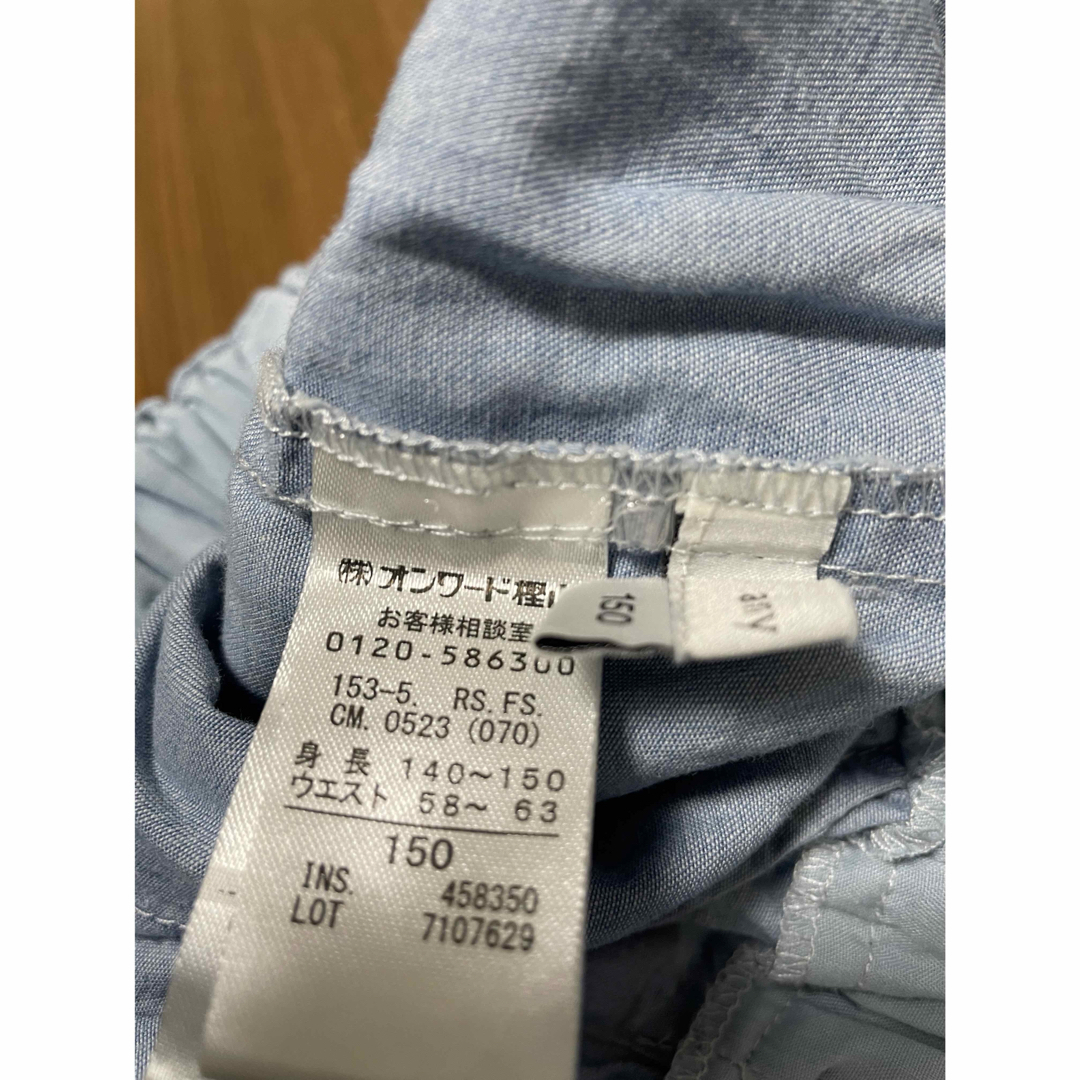 (株)オンワード樫山
お客様相談室
0120-586300
153-5. RS.FS.
CM. 0523 (070)
身長 140～150
ウエスト 58～ 63
150
INS. 458350
LOT 7107629
150
any